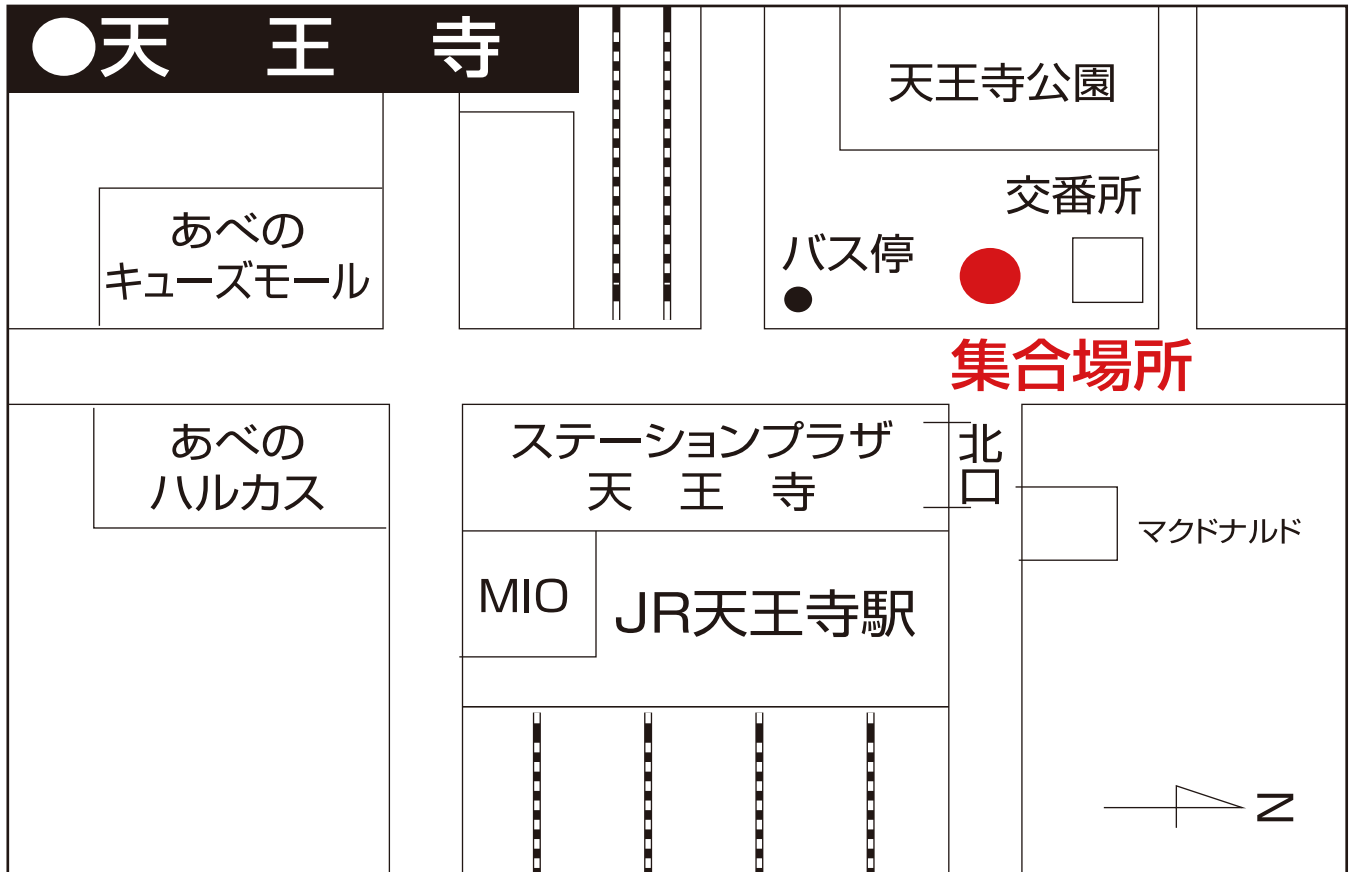 ●天王寺
天王寺公園
交番所
バス停
あべの
キューズモール
集合場所
あべの
ハルカス
ステーションプラザ
天王寺
北口
マクドナルド
MIO
JR天王寺駅
N